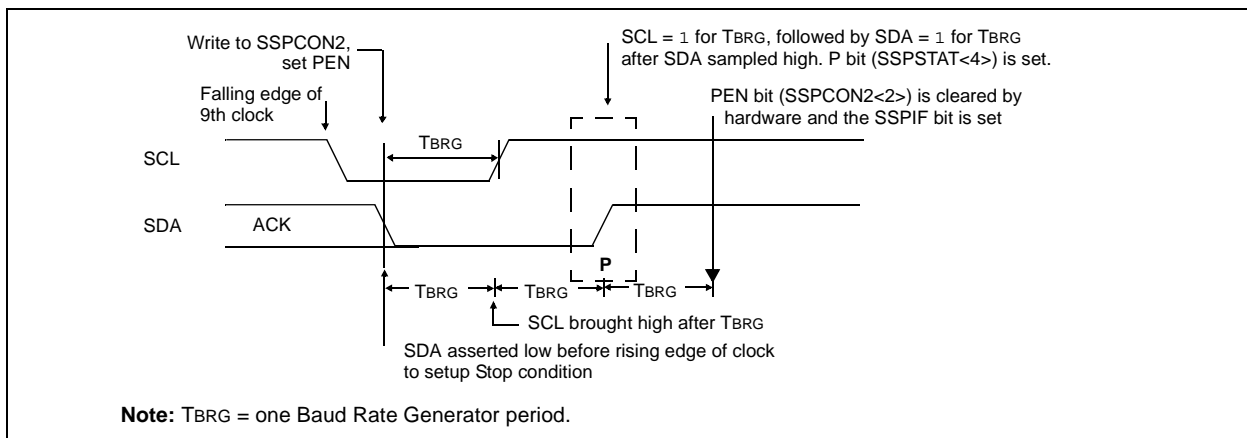 Write to SSPCON2,
set PEN
SCL = 1 for TBRG, followed by SDA = 1 for TBRG
after SDA sampled high. P bit (SSPSTAT<4>) is set.
Falling edge of
9th clock
PEN bit (SSPCON2<2>) is cleared by
hardware and the SSPIF bit is set
TBRG
SCL
SDA
ACK
P
TBRG
TBRG
TBRG
SCL brought high after TBRG
SDA asserted low before rising edge of clock
to setup Stop condition
Note: TBRG = one Baud Rate Generator period.